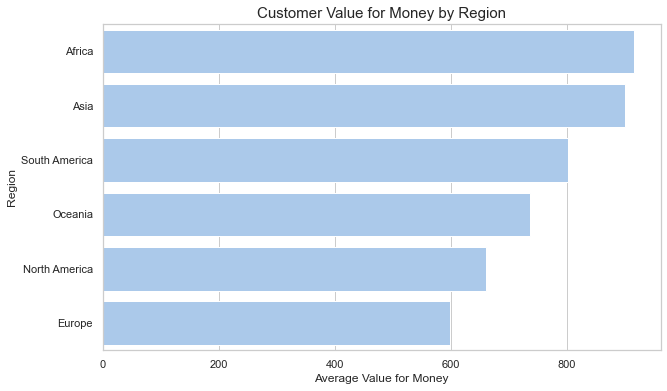 Customer Value for Money by Region
Region
Africa
Asia
South America
Oceania
North America
Europe
0 200 400 600 800
Average Value for Money